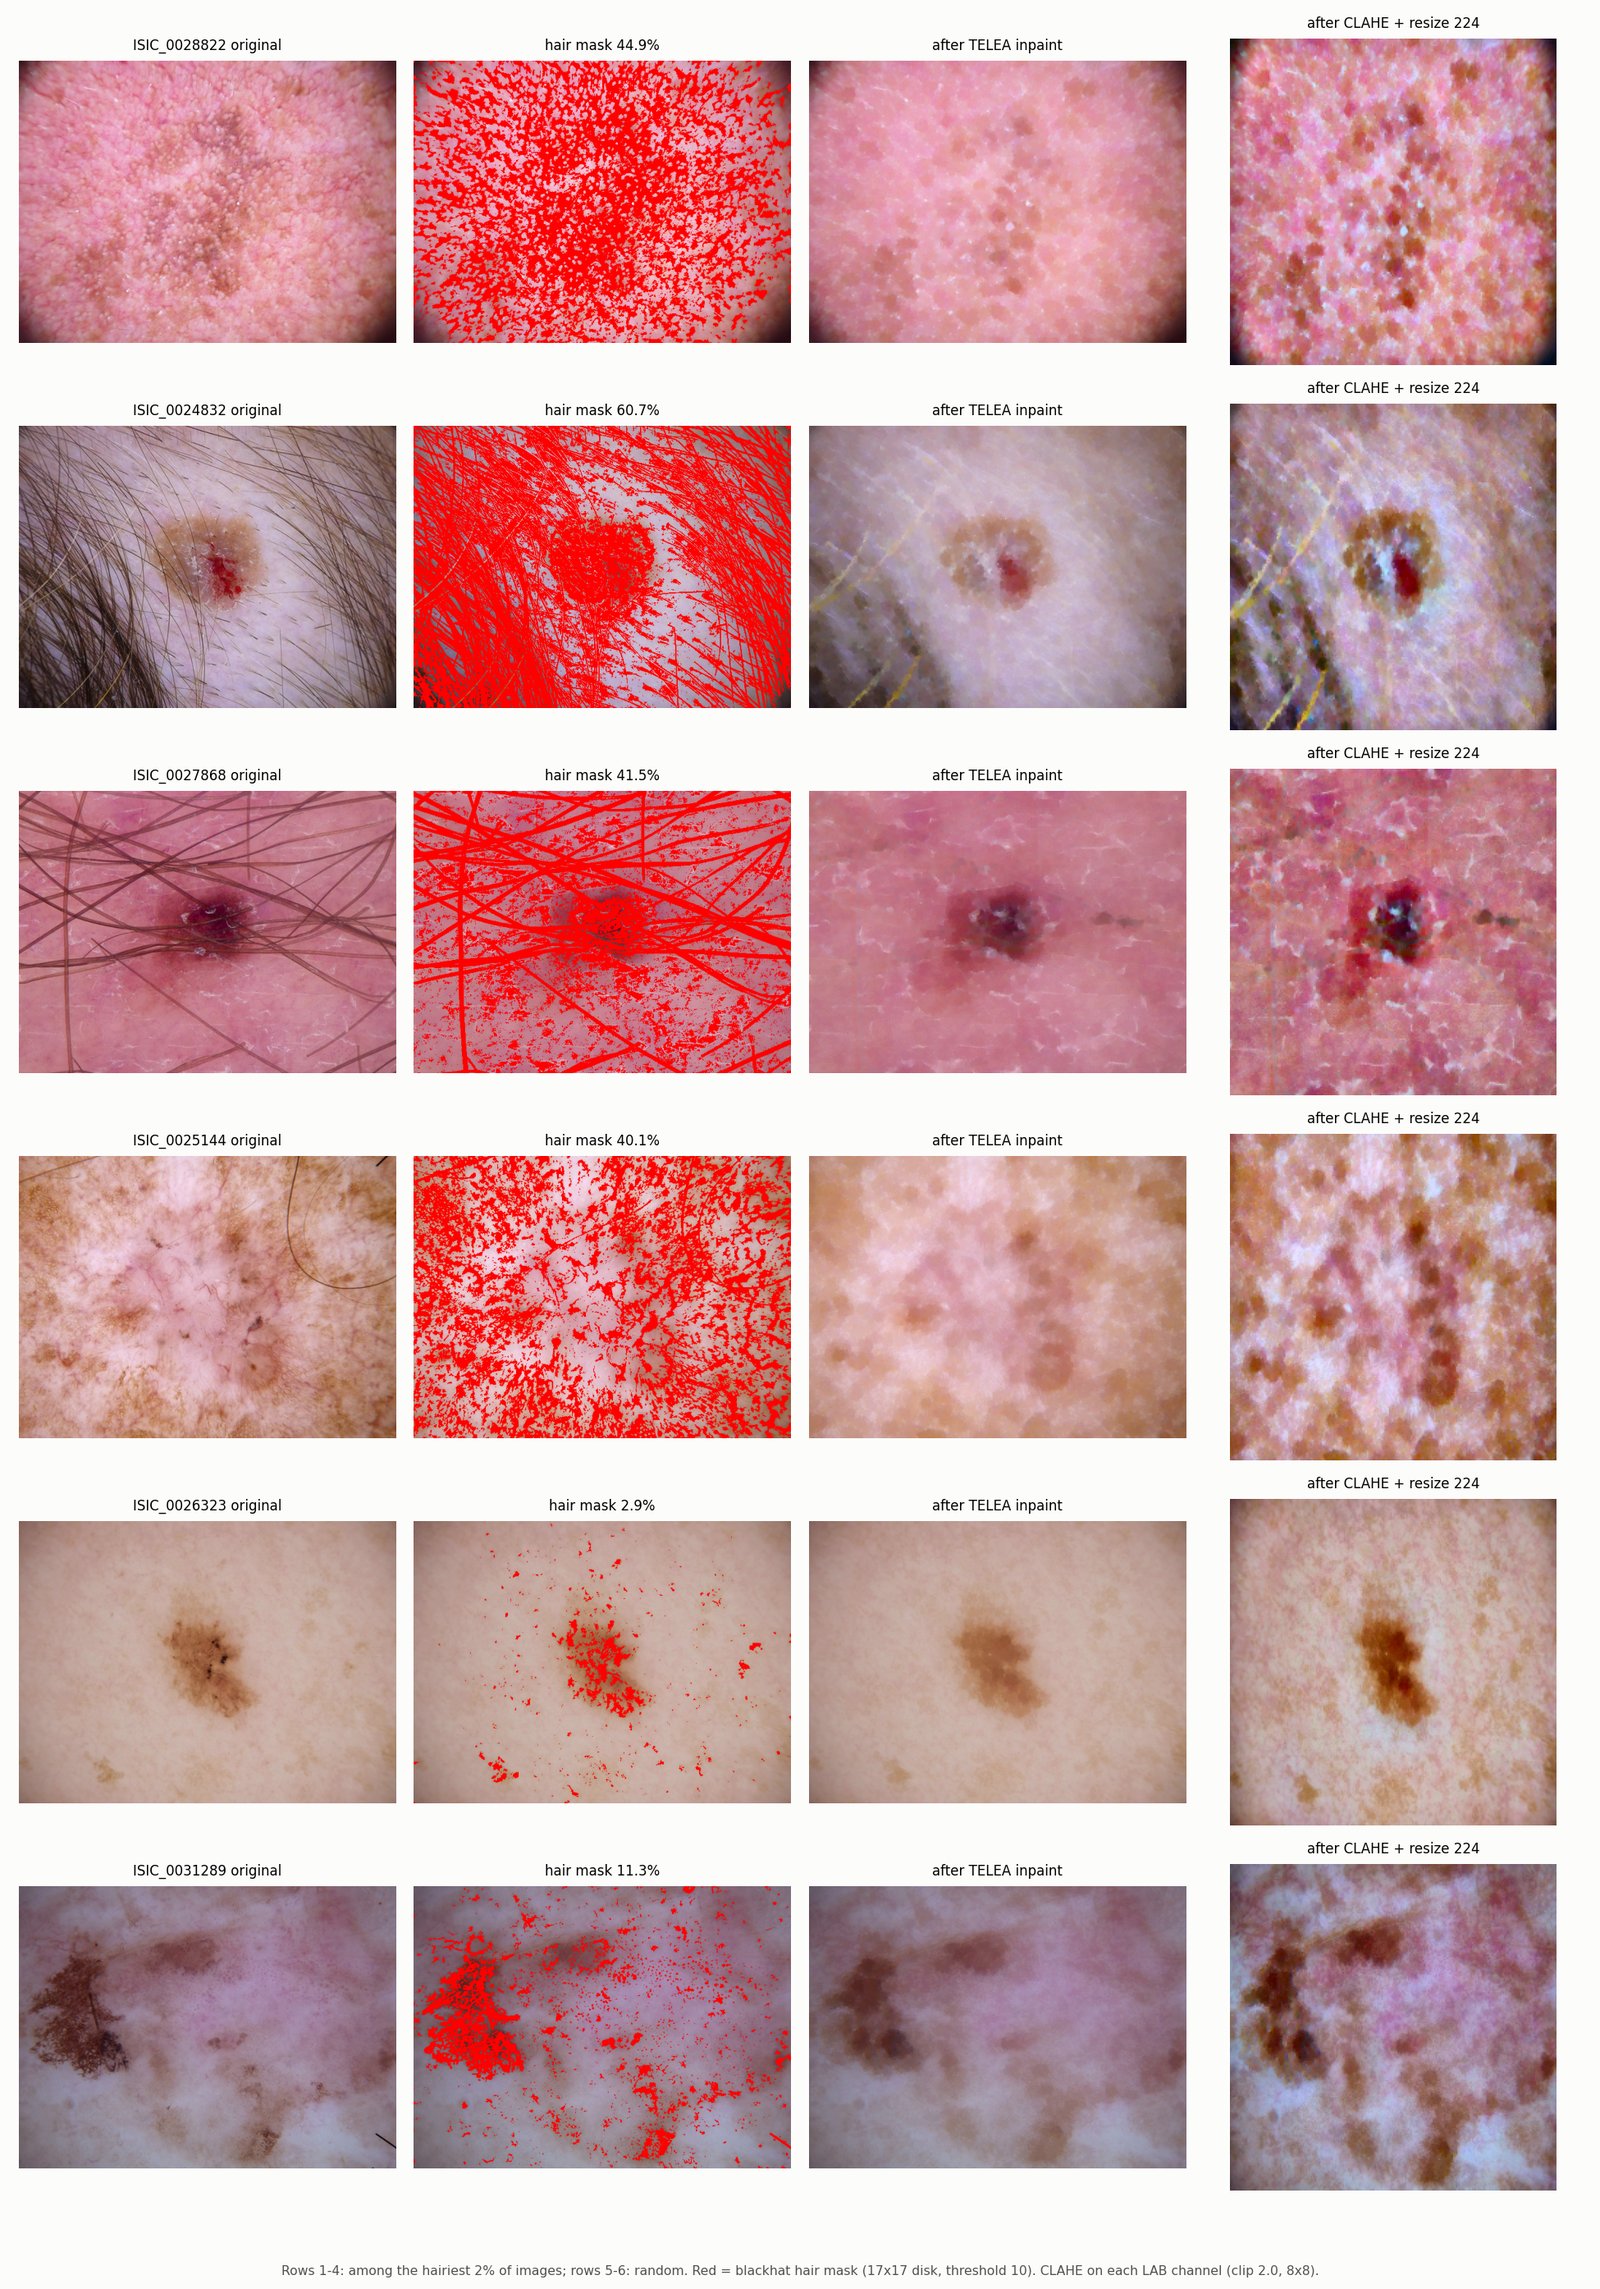 after CLAHE + resize 224
ISIC_0028822 original
hair mask 44.9%
after TELEA inpaint
after CLAHE + resize 224
ISIC_0024832 original
hair mask 60.7%
after TELEA inpaint
after CLAHE + resize 224
ISIC_0027868 original
hair mask 41.5%
after TELEA inpaint
after CLAHE + resize 224
ISIC_0025144 original
hair mask 40.1%
after TELEA inpaint
after CLAHE + resize 224
ISIC_0026323 original
hair mask 2.9%
after TELEA inpaint
after CLAHE + resize 224
ISIC_0031289 original
hair mask 11.3%
after TELEA inpaint
Rows 1-4: among the hairiest 2% of images; rows 5-6: random. Red = blackhat hair mask (17x17 disk, threshold 10). CLAHE on each LAB channel (clip 2.0, 8x8).